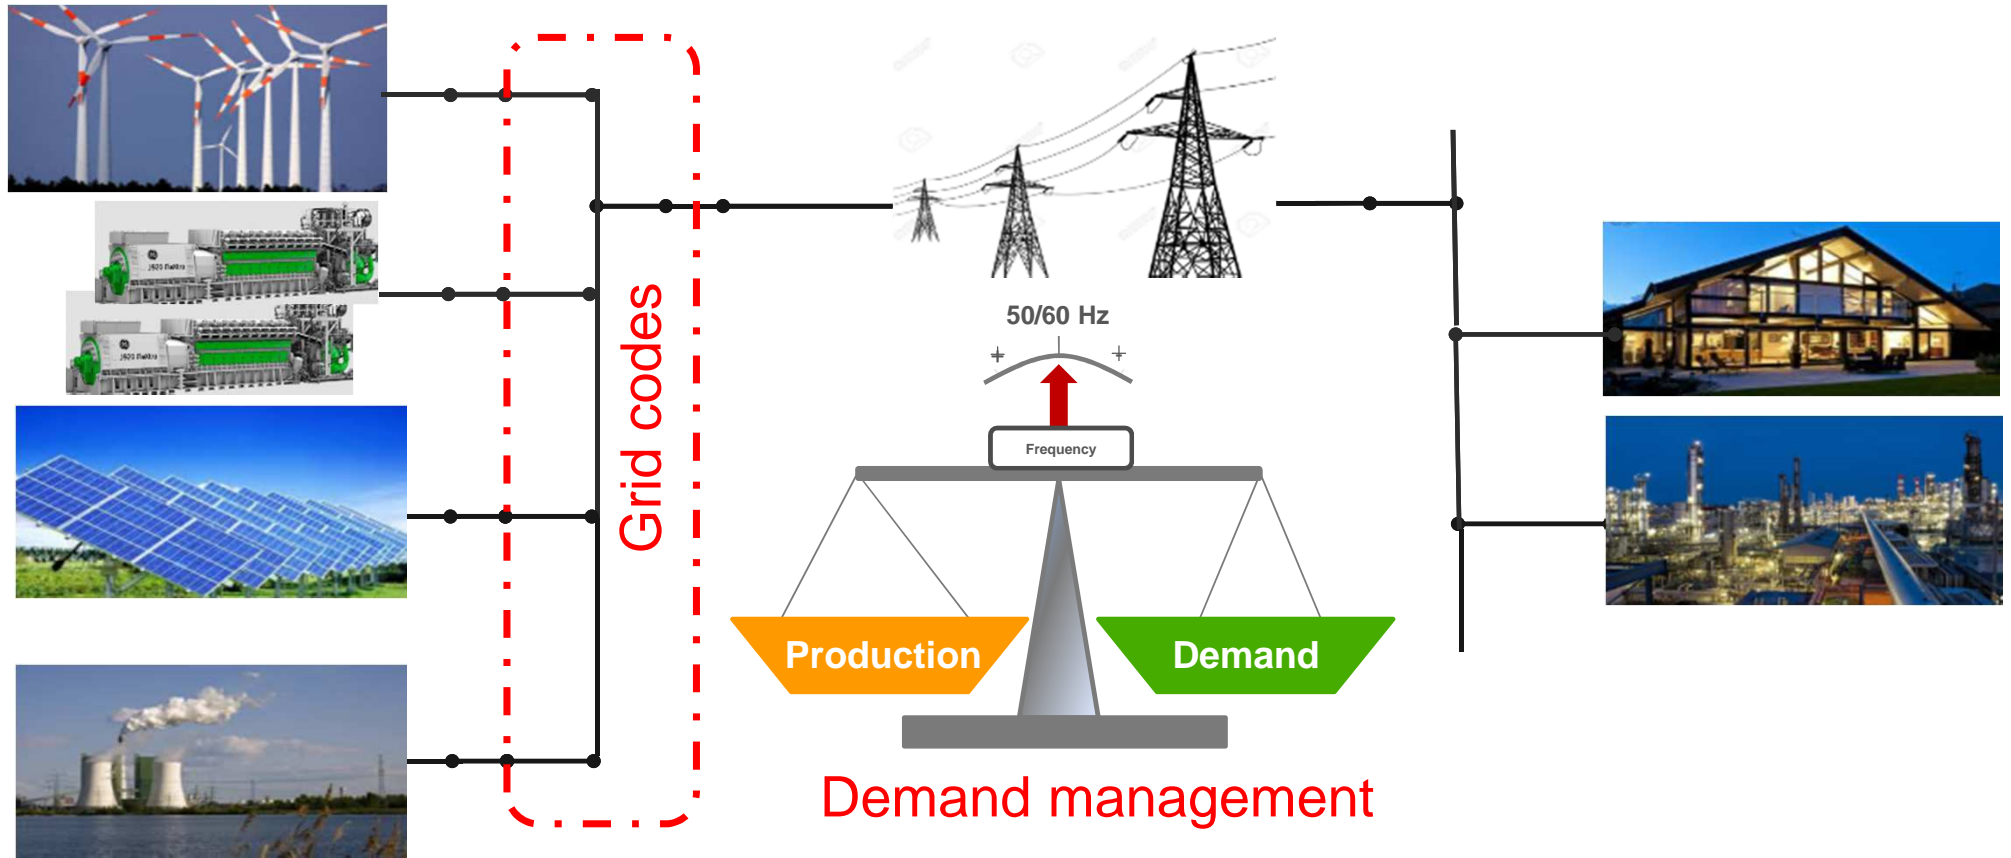 50/60 Hz
Frequency
Grid codes
Production
Demand
Demand management